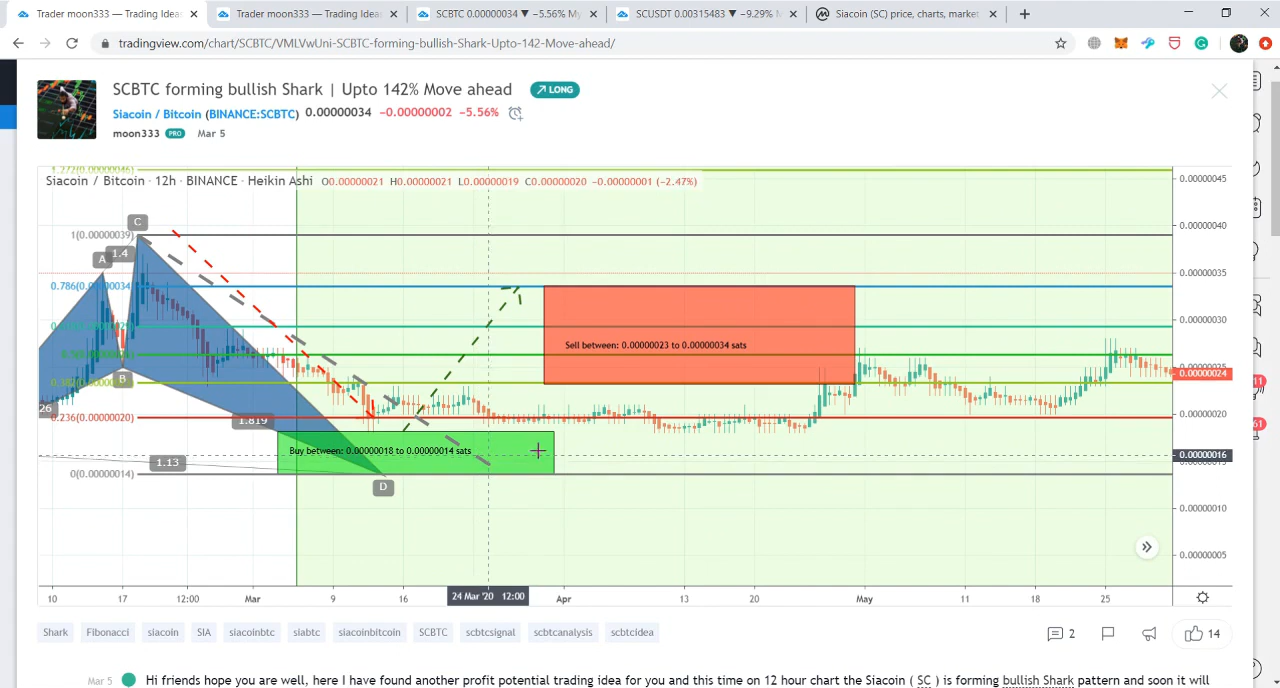 Trader moon333 — Trading Ideas
Trader moon333 — Trading Idea
SCBTC 0.00000034 ▼ −5.56% My
SCUSDT 0.00315483 ▼ −9.29% M
Siacoin (SC) price, charts, market
tradingview.com/chart/SCBTC/VMLVwUni-SCBTC-forming-bullish-Shark-Upto-142-Move-ahead/
SCBTC forming bullish Shark | Upto 142% Move ahead
LONG
Siacoin / Bitcoin (BINANCE:SCBTC) 0.00000034 −0.00000002 −5.56%
moon333 PRO Mar 5
Siacoin / Bitcoin · 12h · BINANCE · Heikin Ashi O0.00000021 H0.00000021 L0.00000019 C0.00000020 −0.00000001 (−2.47%)
1.272(0.00000046)
0.00000045
C
0.00000040
1(0.00000039)
1.4
A
0.00000035
0.786(0.00000034)
0.00000030
Sell between: 0.00000023 to 0.00000034 sats
0.00000024
B
26
0.00000020
0.236(0.00000020)
1.819
Buy between: 0.00000018 to 0.00000014 sats
0.00000016
1.13
0(0.00000014)
D
0.00000010
0.00000005
10 17 12:00 Mar 9 16 24 Mar '20 12:00 Apr 13 20 May 11 18 25
Shark Fibonacci siacoin SIA siacoinbtc siabtc siacoinbitcoin SCBTC scbtcsignal scbtcanalysis scbtcidea
2
14
Mar 5 Hi friends hope you are well, here I have found another profit potential trading idea for you and this time on 12 hour chart the Siacoin ( SC ) is forming bullish Shark pattern and soon it will